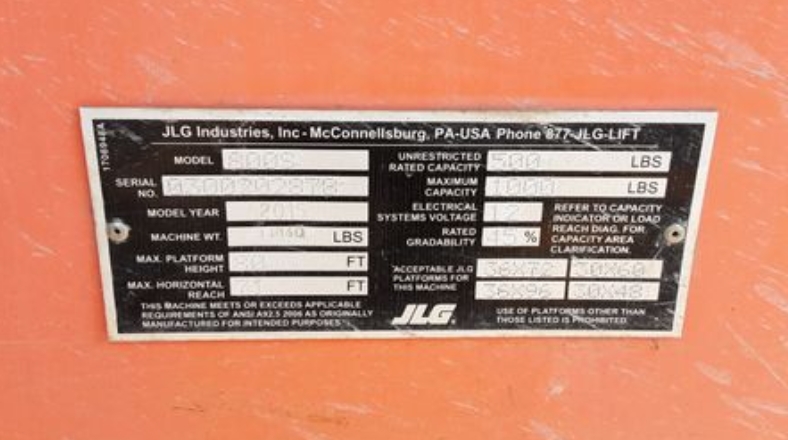 1706948A
JLG Industries, Inc - McConnellsburg, PA-USA Phone 877-JLG-LIFT
MODEL 800S
SERIAL NO. 0300202878
MODEL YEAR 2015
MACHINE WT. LBS
MAX. PLATFORM HEIGHT 80 FT
MAX. HORIZONTAL REACH 71 FT
THIS MACHINE MEETS OR EXCEEDS APPLICABLE
REQUIREMENTS OF ANSI A92.5 2006 AS ORIGINALLY
MANUFACTURED FOR INTENDED PURPOSES
UNRESTRICTED RATED CAPACITY 500 LBS
MAXIMUM CAPACITY 1000 LBS
ELECTRICAL SYSTEMS VOLTAGE 12
RATED GRADABILITY 45 %
REFER TO CAPACITY
INDICATOR OR LOAD
REACH DIAG. FOR
CAPACITY AREA
CLARIFICATION.
ACCEPTABLE JLG
PLATFORMS FOR
THIS MACHINE
36X72 30X60
36X96 30X48
JLG
USE OF PLATFORMS OTHER THAN
THOSE LISTED IS PROHIBITED.